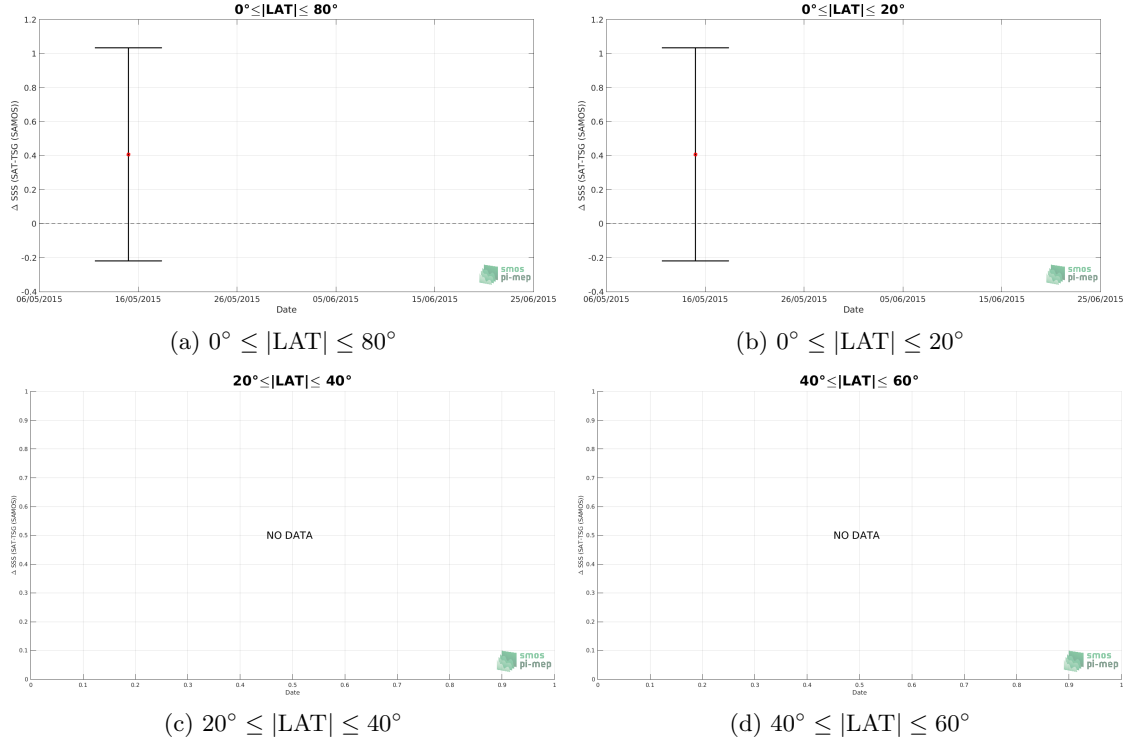 0°≤|LAT|≤ 80°
1.2
1
0.8
0.6
0.4
0.2
0
-0.2
-0.4
Δ SSS (SAT-TSG (SAMOS))
06/05/2015 16/05/2015 26/05/2015 05/06/2015 15/06/2015 25/06/2015
Date
smos
pi-mep
(a) 0° ≤ |LAT| ≤ 80°
0°≤|LAT|≤ 20°
1.2
1
0.8
0.6
0.4
0.2
0
-0.2
-0.4
Δ SSS (SAT-TSG (SAMOS))
06/05/2015 16/05/2015 26/05/2015 05/06/2015 15/06/2015 25/06/2015
Date
smos
pi-mep
(b) 0° ≤ |LAT| ≤ 20°
20°≤|LAT|≤ 40°
1
0.9
0.8
0.7
0.6
0.5
0.4
0.3
0.2
0.1
0
Δ SSS (SAT-TSG (SAMOS))
NO DATA
0 0.1 0.2 0.3 0.4 0.5 0.6 0.7 0.8 0.9 1
Date
smos
pi-mep
(c) 20° ≤ |LAT| ≤ 40°
40°≤|LAT|≤ 60°
1
0.9
0.8
0.7
0.6
0.5
0.4
0.3
0.2
0.1
0
Δ SSS (SAT-TSG (SAMOS))
NO DATA
0 0.1 0.2 0.3 0.4 0.5 0.6 0.7 0.8 0.9 1
Date
smos
pi-mep
(d) 40° ≤ |LAT| ≤ 60°